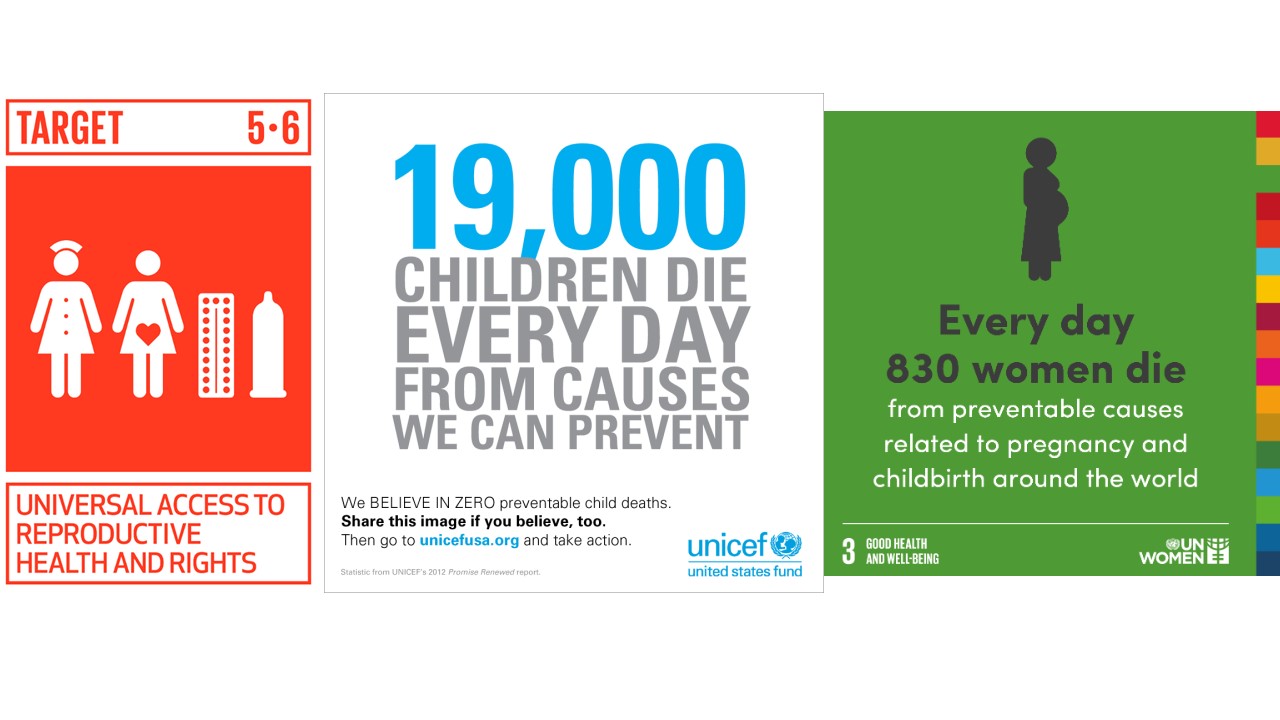 TARGET 5·6
UNIVERSAL ACCESS TO
REPRODUCTIVE
HEALTH AND RIGHTS
19,000
CHILDREN DIE
EVERY DAY
FROM CAUSES
WE CAN PREVENT
We BELIEVE IN ZERO preventable child deaths.
Share this image if you believe, too.
Then go to unicefusa.org and take action.
Statistic from UNICEF's 2012 Promise Renewed report.
unicef
united states fund
Every day
830 women die
from preventable causes
related to pregnancy and
childbirth around the world
3 GOOD HEALTH
AND WELL-BEING
UN
WOMEN